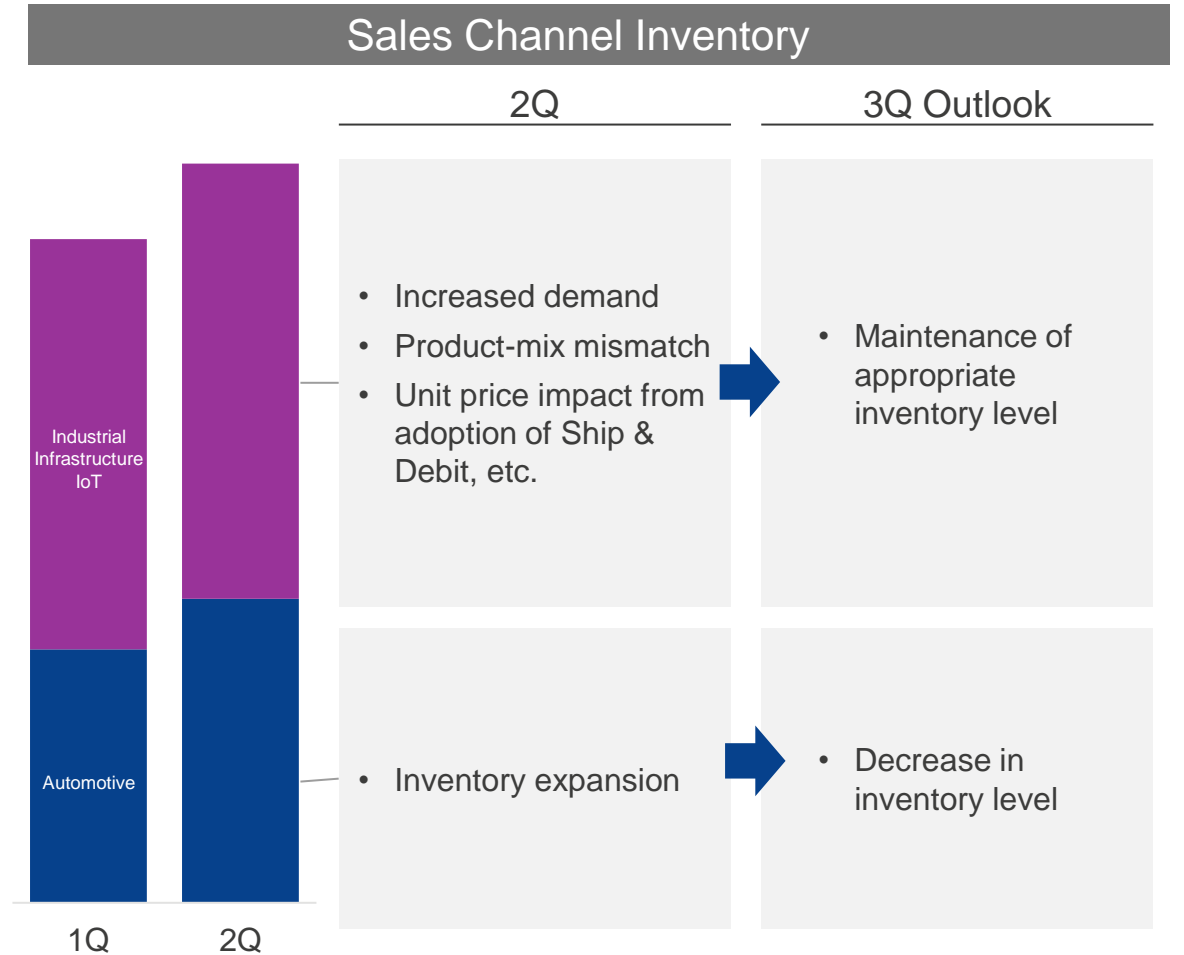 Sales Channel Inventory
2Q
3Q Outlook
Industrial
Infrastructure
IoT
Automotive
1Q
2Q
• Increased demand
• Product-mix mismatch
• Unit price impact from
adoption of Ship &
Debit, etc.
• Maintenance of
appropriate
inventory level
• Inventory expansion
• Decrease in
inventory level